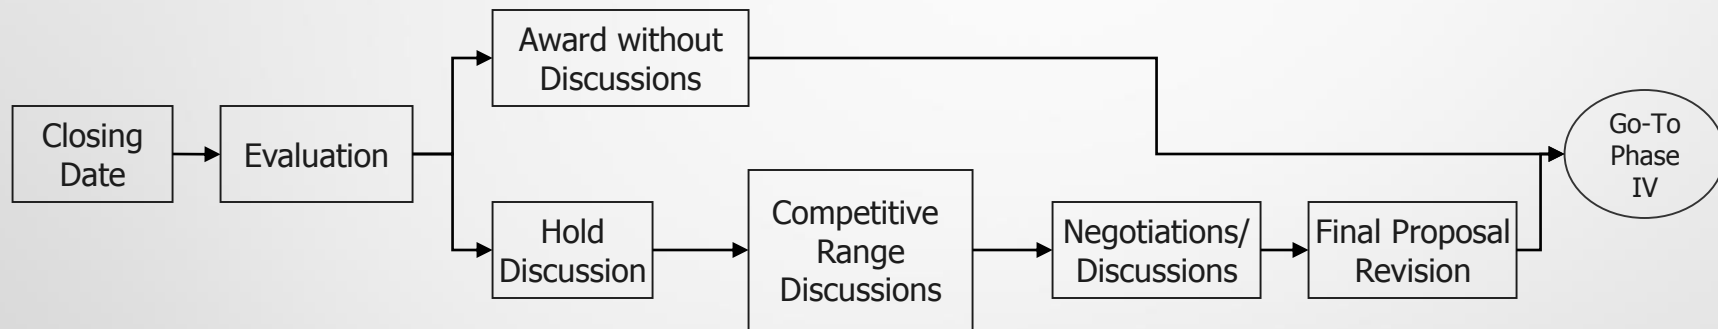 Closing
Date
Evaluation
Award without
Discussions
Hold
Discussion
Competitive
Range
Discussions
Negotiations/
Discussions
Final Proposal
Revision
Go-To
Phase
IV